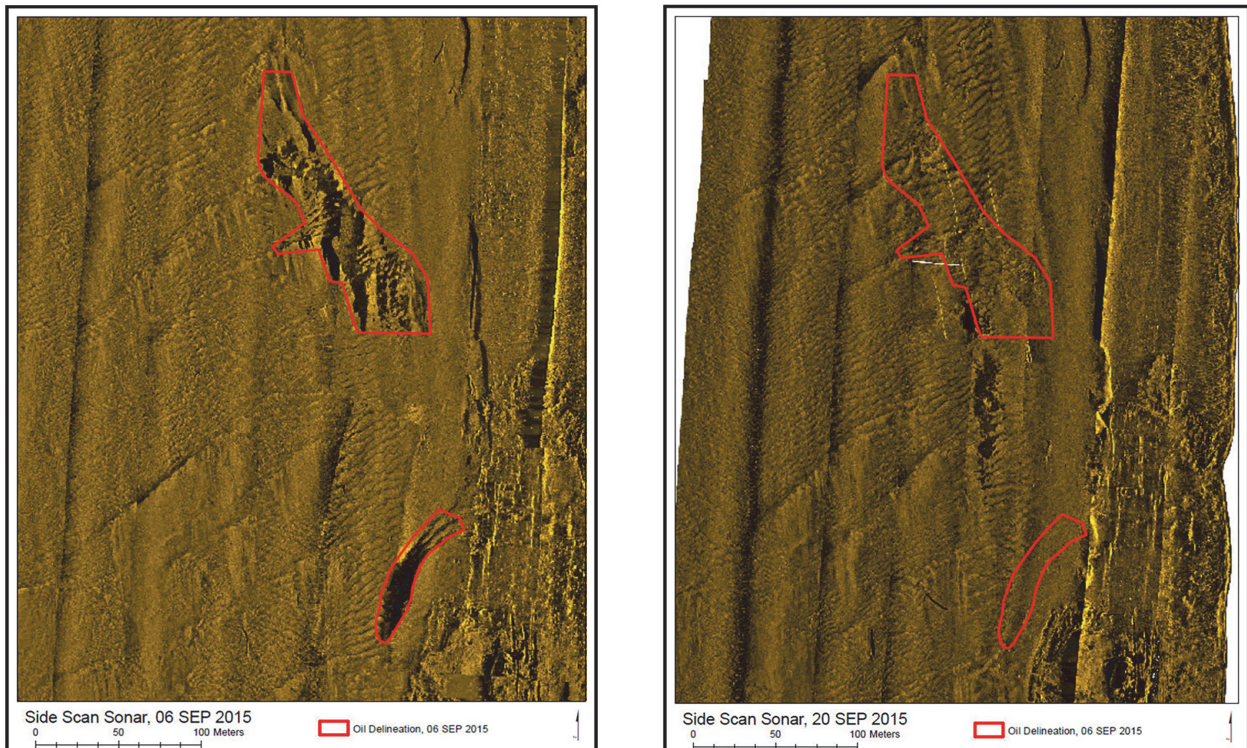 Side Scan Sonar, 06 SEP 2015
Oil Delineation, 06 SEP 2015
0 50 100 Meters
Side Scan Sonar, 20 SEP 2015
Oil Delineation, 06 SEP 2015
0 50 100 Meters